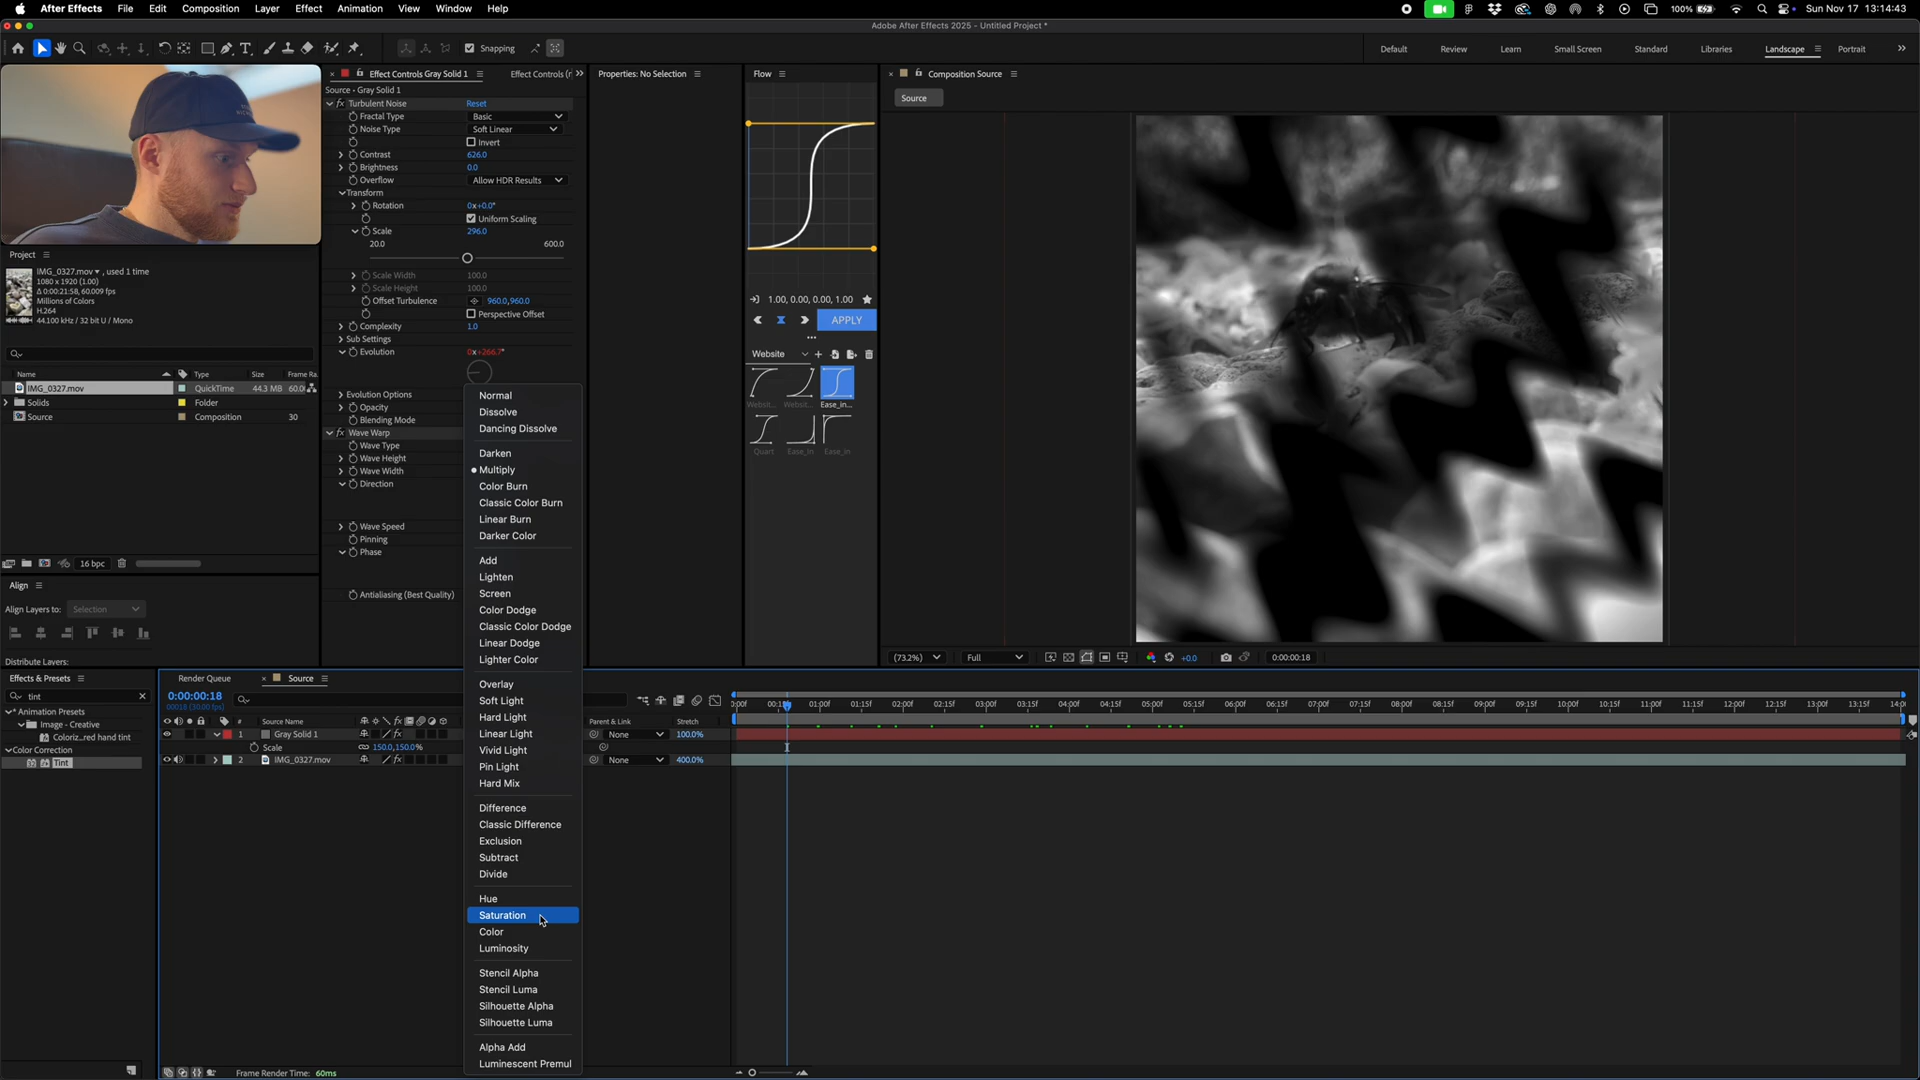 After Effects File Edit Composition Layer Effect Animation View Window Help 100% Sun Nov 17 13:14:43
Adobe After Effects 2025 - Untitled Project *
Snapping Default Review Learn Small Screen Standard Libraries Landscape Portrait
Effect Controls Gray Solid 1
Properties: No Selection
Flow
Composition Source
Source - Gray Solid 1
Source
Turbulent Noise Reset
Fractal Type Basic
Noise Type Soft Linear
Invert
Contrast 626.0
Brightness 0.0
Overflow Allow HDR Results
Transform
Rotation 0x+0.0°
Uniform Scaling
Scale 296.0
20.0 600.0
Scale Width 100.0
Scale Height 100.0
Offset Turbulence 960.0,960.0
Perspective Offset
Complexity 1.0
Sub Settings
Evolution 0x+266.7°
Evolution Options
Opacity
Blending Mode
Wave Warp
Wave Type
Wave Height
Wave Width
Direction
Wave Speed
Pinning
Phase
Antialiasing (Best Quality)
Project
IMG_0327.mov , used 1 time
1080 x 1920 (1.00)
Δ 0:00:21:58, 60.009 fps
Millions of Colors
H.264
44.100 kHz / 32 bit U / Mono
Name Type Size Frame Ra..
IMG_0327.mov QuickTime 44.3 MB 60.0
Solids Folder
Source Composition 30
16 bpc
Align
Align Layers to: Selection
Distribute Layers:
1.00, 0.00, 0.00, 1.00
APPLY
Website
Websit... Websit... Ease_in...
Quart Ease_in Ease_in
(73.2%) Full +0.0 0:00:00:18
Normal
Dissolve
Dancing Dissolve
Darken
Multiply
Color Burn
Classic Color Burn
Linear Burn
Darker Color
Add
Lighten
Screen
Color Dodge
Classic Color Dodge
Linear Dodge
Lighter Color
Overlay
Soft Light
Hard Light
Linear Light
Vivid Light
Pin Light
Hard Mix
Difference
Classic Difference
Exclusion
Subtract
Divide
Hue
Saturation
Color
Luminosity
Stencil Alpha
Stencil Luma
Silhouette Alpha
Silhouette Luma
Alpha Add
Luminescent Premul
Effects & Presets
tint
* Animation Presets
Image - Creative
Coloriz...red hand tint
Color Correction
Tint
Render Queue Source
0:00:00:18
00018 (30.00 fps)
# Source Name Parent & Link Stretch
1 Gray Solid 1 None 100.0%
Scale 150.0,150.0%
2 IMG_0327.mov None 400.0%
01:00f 01:15f 02:00f 02:15f 03:00f 03:15f 04:00f 04:15f 05:00f 05:15f 06:00f 06:15f 07:00f 07:15f 08:00f 08:15f 09:00f 09:15f 10:00f 10:15f 11:00f 11:15f 12:00f 12:15f 13:00f 13:15f
Frame Render Time: 60ms